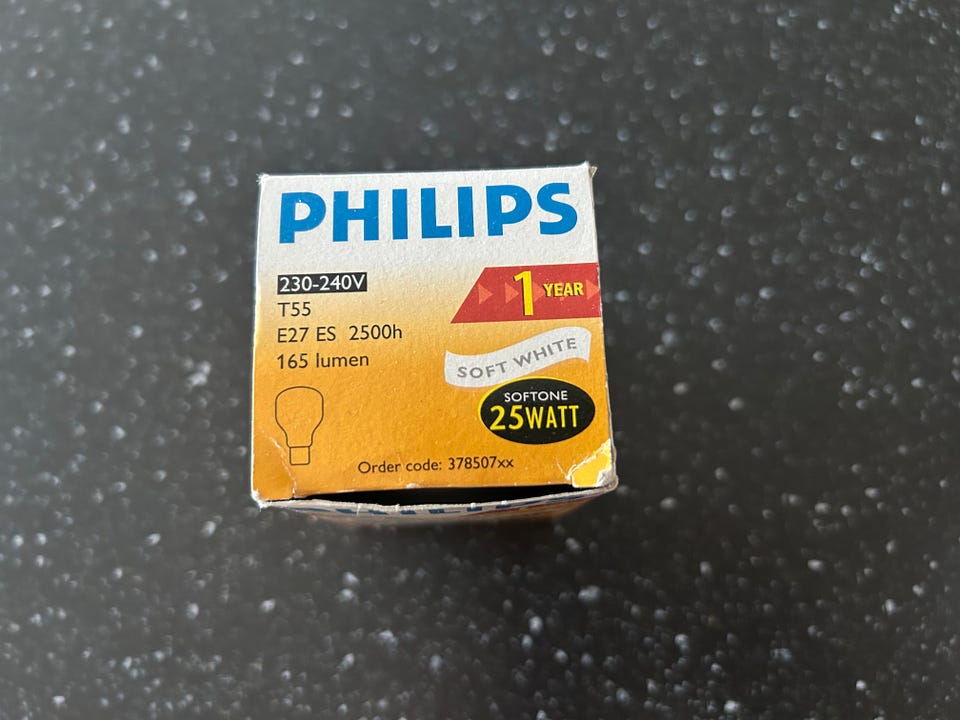 PHILIPS
230-240V
T55
E27 ES 2500h
165 lumen
1 YEAR
SOFT WHITE
SOFTONE
25WATT
Order code: 378507xx